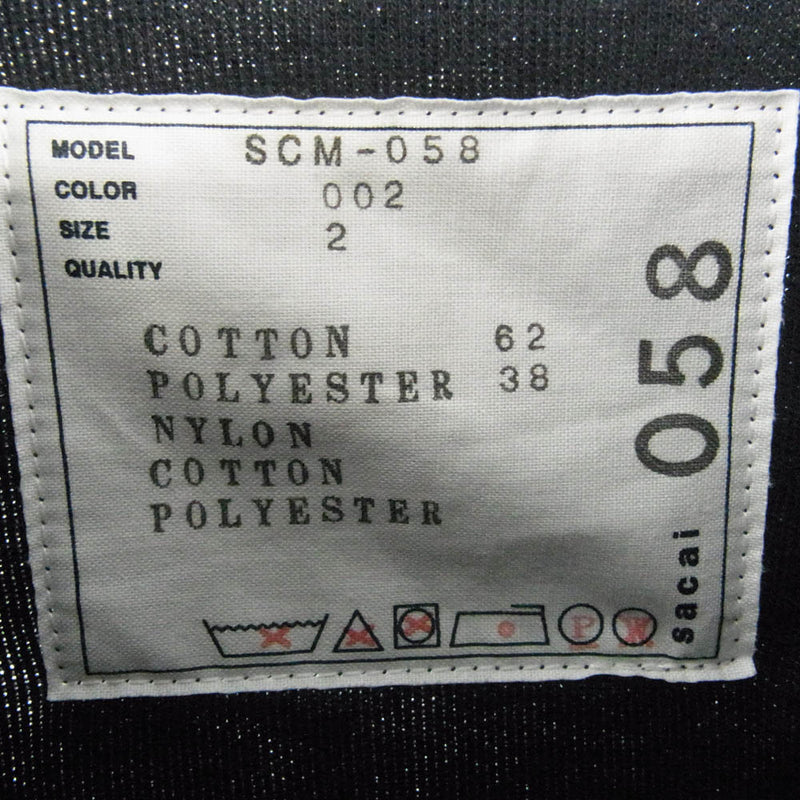 MODEL SCM-058
COLOR 002
SIZE 2
QUALITY
COTTON 62
POLYESTER 38
NYLON
COTTON
POLYESTER
P W
sacai 058